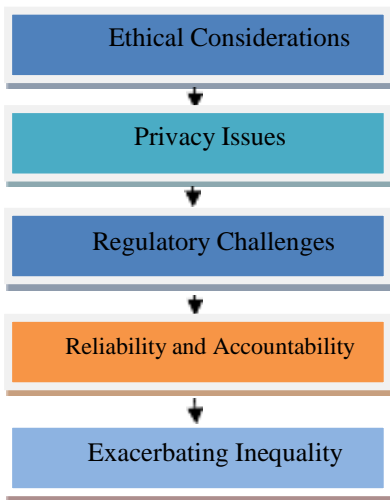 Ethical Considerations
Privacy Issues
Regulatory Challenges
Reliability and Accountability
Exacerbating Inequality